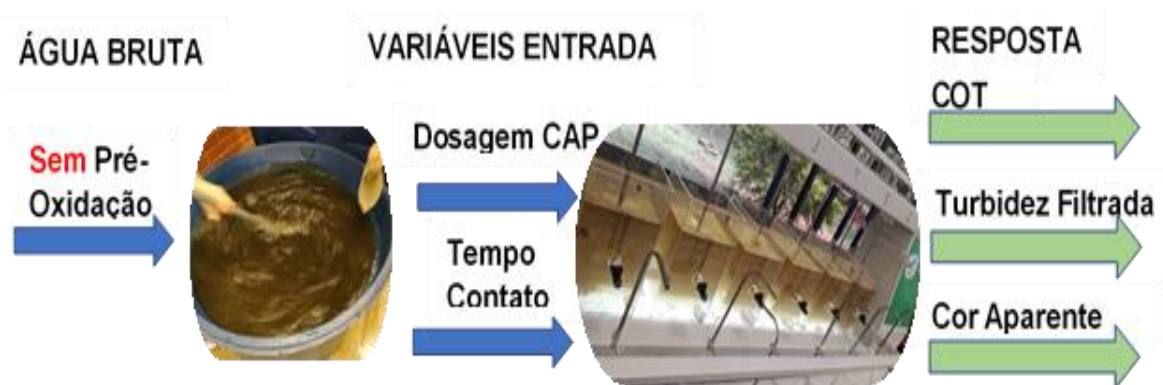 ÁGUA BRUTA
Sem Pré-
Oxidação
VARIÁVEIS ENTRADA
Dosagem CAP
Tempo
Contato
RESPOSTA
COT
Turbidez Filtrada
Cor Aparente